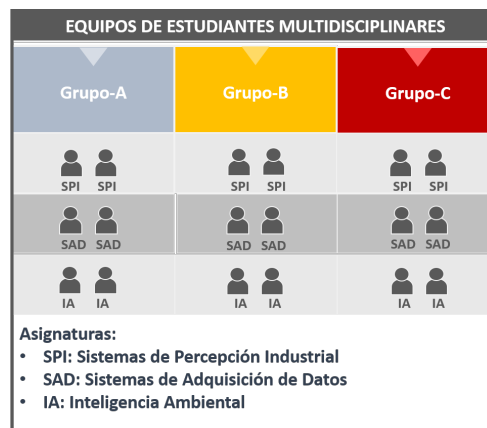 EQUIPOS DE ESTUDIANTES MULTIDISCIPLINARES
Grupo-A Grupo-B Grupo-C
SPI SPI SPI SPI SPI SPI
SAD SAD SAD SAD SAD SAD
IA IA IA IA IA IA
Asignaturas:
• SPI: Sistemas de Percepción Industrial
• SAD: Sistemas de Adquisición de Datos
• IA: Inteligencia Ambiental